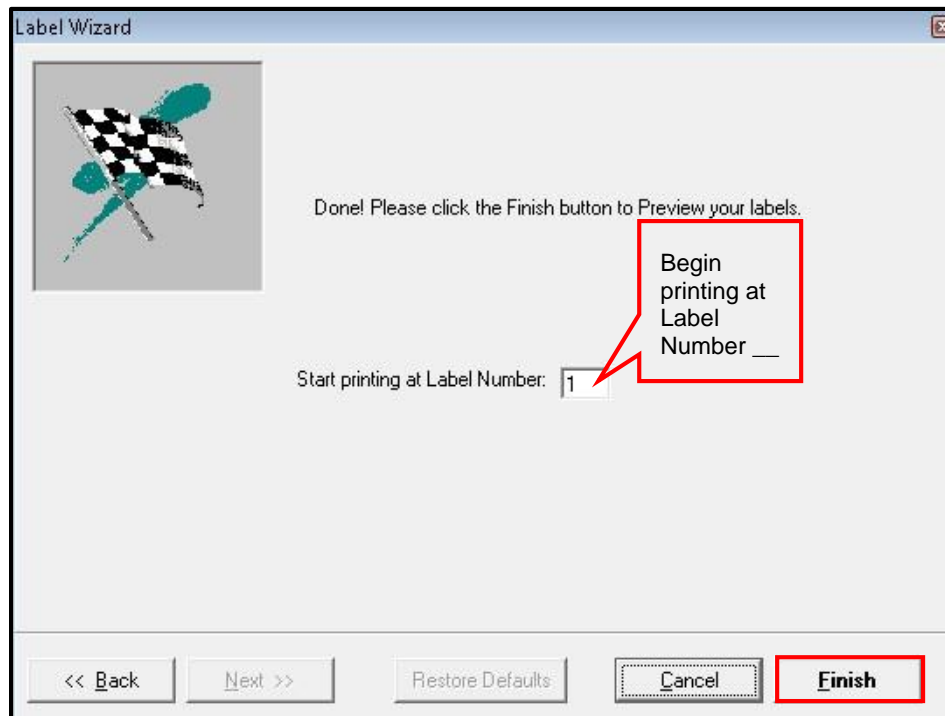 Label Wizard
Done! Please click the Finish button to Preview your labels.
Begin
printing at
Label
Number __
Start printing at Label Number: 1
<< Back
Next >>
Restore Defaults
Cancel
Finish